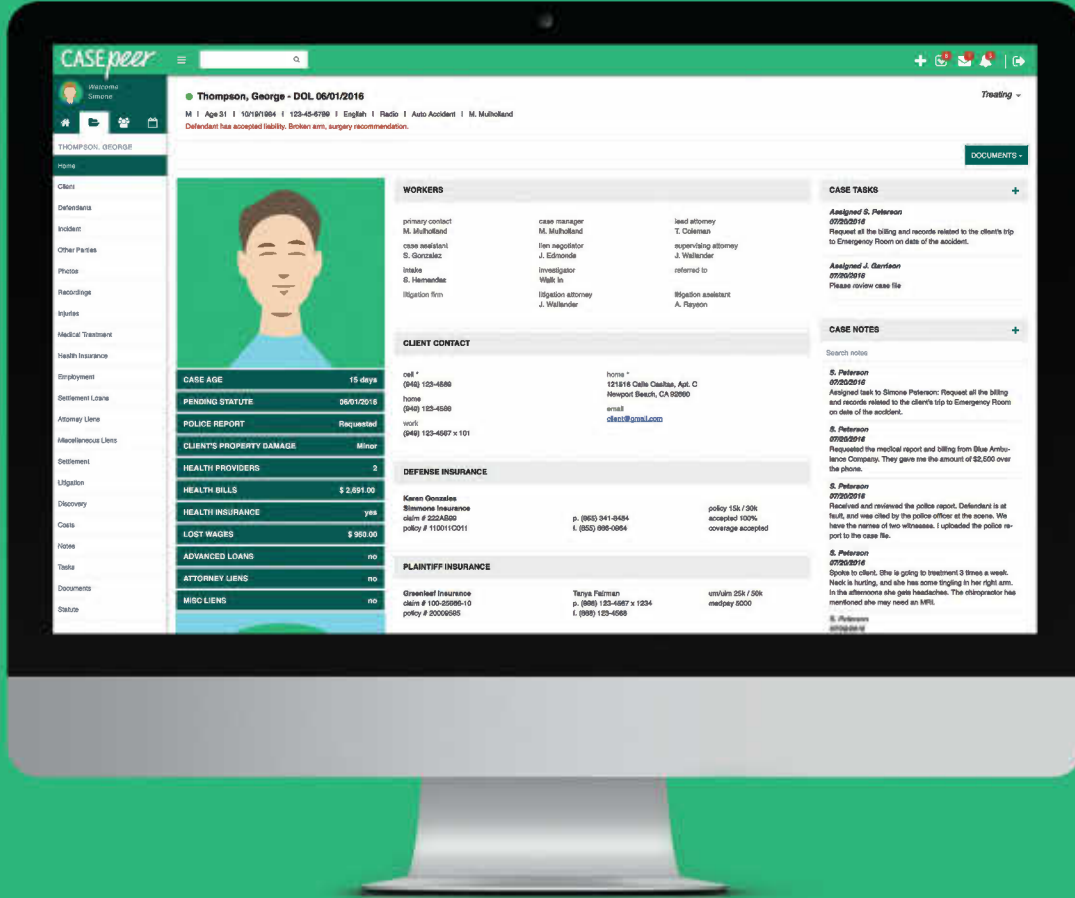 CASEpeer
Welcome
Simone
THOMPSON, GEORGE
Home
Client
Defendants
Incident
Other Parties
Photos
Recordings
Injuries
Medical Treatment
Health Insurance
Employment
Settlement Loans
Attorney Liens
Miscellaneous Liens
Settlement
Litigation
Discovery
Costs
Notes
Tasks
Documents
Statute
Thompson, George - DOL 06/01/2016
Treating
M | Age 31 | 10/19/1984 | 123-45-6789 | English | Radio | Auto Accident | M. Mulholland
Defendant has accepted liability. Broken arm, surgery recommendation.
DOCUMENTS
CASE AGE 15 days
PENDING STATUTE 06/01/2016
POLICE REPORT Requested
CLIENT'S PROPERTY DAMAGE Minor
HEALTH PROVIDERS 2
HEALTH BILLS $ 2,691.00
HEALTH INSURANCE yes
LOST WAGES $ 950.00
ADVANCED LOANS no
ATTORNEY LIENS no
MISC LIENS no
WORKERS
primary contact case manager lead attorney
M. Mulholland M. Mulholland T. Coleman
case assistant lien negotiator supervising attorney
S. Gonzalez J. Edmonde J. Wallander
intake investigator referred to
S. Hernandez Walk In
litigation firm litigation attorney litigation assistant
J. Wallander A. Rayson
CLIENT CONTACT
cell * home *
(949) 123-4569 121516 Calle Casitas, Apt. C
home Newport Beach, CA 92660
(949) 123-4568 email
work client@gmail.com
(949) 123-4567 x 101
DEFENSE INSURANCE
Karen Gonzales
Simmons Insurance policy 15k / 30k
claim # 222AB99 p. (855) 341-8484 accepted 100%
policy # 110011C011 f. (855) 866-0964 coverage accepted
PLAINTIFF INSURANCE
Greenleaf Insurance Tanya Fairman um/uim 25k / 50k
claim # 100-25986-10 p. (888) 123-4567 x 1234 medpay 5000
policy # 20009595 f. (888) 123-4568
CASE TASKS
Assigned S. Peterson
07/20/2016
Request all the billing and records related to the client's trip
to Emergency Room on date of the accident.
Assigned J. Garrison
07/20/2016
Please review case file
CASE NOTES
Search notes
S. Peterson
07/20/2016
Assigned task to Simone Peterson: Request all the billing
and records related to the client's trip to Emergency Room
on date of the accident.
S. Peterson
07/20/2016
Requested the medical report and billing from Blue Ambu-
lance Company. They gave me the amount of $2,500 over
the phone.
S. Peterson
07/20/2016
Received and reviewed the police report. Defendant is at
fault, and was cited by the police officer at the scene. We
have the names of two witnesses. I uploaded the police re-
port to the case file.
S. Peterson
07/20/2016
Spoke to client. She is going to treatment 3 times a week.
Neck is hurting, and she has some tingling in her right arm.
In the afternoons she gets headaches. The chiropractor has
mentioned she may need an MRI.
S. Peterson